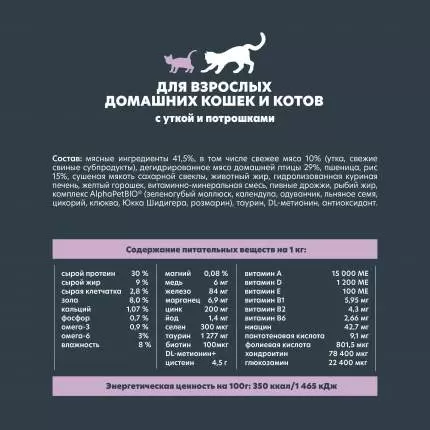 ДЛЯ ВЗРОСЛЫХ
ДОМАШНИХ КОШЕК И КОТОВ
с уткой и потрошками
Состав: мясные ингредиенты 41,5%, в том числе свежее мясо 10% (утка, свежие
свиные субпродукты), дегидрированное мясо домашней птицы 29%, пшеница, рис
15%, сушеная мякоть сахарной свеклы, животный жир, гидролизованная куриная
печень, желтый горошек, витаминно-минеральная смесь, пивные дрожжи, рыбий жир,
комплекс AlphaPetBIO® (зеленогубый моллюск, календула, одуванчик, льняное семя,
цикорий, клюква, Юкка Шидигера, розмарин), таурин, DL-метионин, антиоксидант.
Содержание питательных веществ на 1 кг:
сырой протеин 30 %
сырой жир 9 %
сырая клетчатка 2,8 %
зола 8,0 %
кальций 1,07 %
фосфор 0,7 %
омега-3 0,9 %
омега-6 3%
влажность 8 %
магний 0,08 %
медь 6 мг
железо 84 мг
марганец 6,9 мг
цинк 200 мг
йод 1,4 мг
селен 300 мкг
таурин 1 277 мг
биотин 100мкг
DL-метионин+
цистеин 4,5 г
витамин А 15 000 МЕ
витамин D 1 200 МЕ
витамин Е 100 МЕ
витамин В1 5,95 мг
витамин В2 4,3 мг
витамин В6 2,66 мг
ниацин 42,7 мг
пантотеновая кислота 9,1 мг
фолиевая кислота 801,5 мкг
хондроитин 78 400 мкг
глюкозамин 22 400 мкг
Энергетическая ценность на 100г: 350 ккал/1 465 кДж